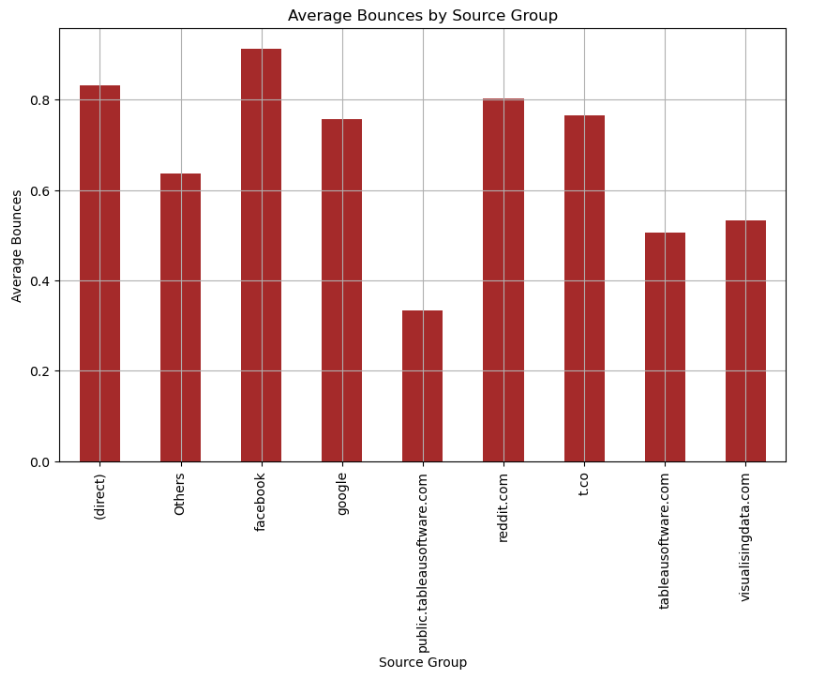 Average Bounces by Source Group
Average Bounces
0.8
0.6
0.4
0.2
0.0
(direct)
Others
facebook
google
public.tableausoftware.com
reddit.com
t.co
tableausoftware.com
visualisingdata.com
Source Group